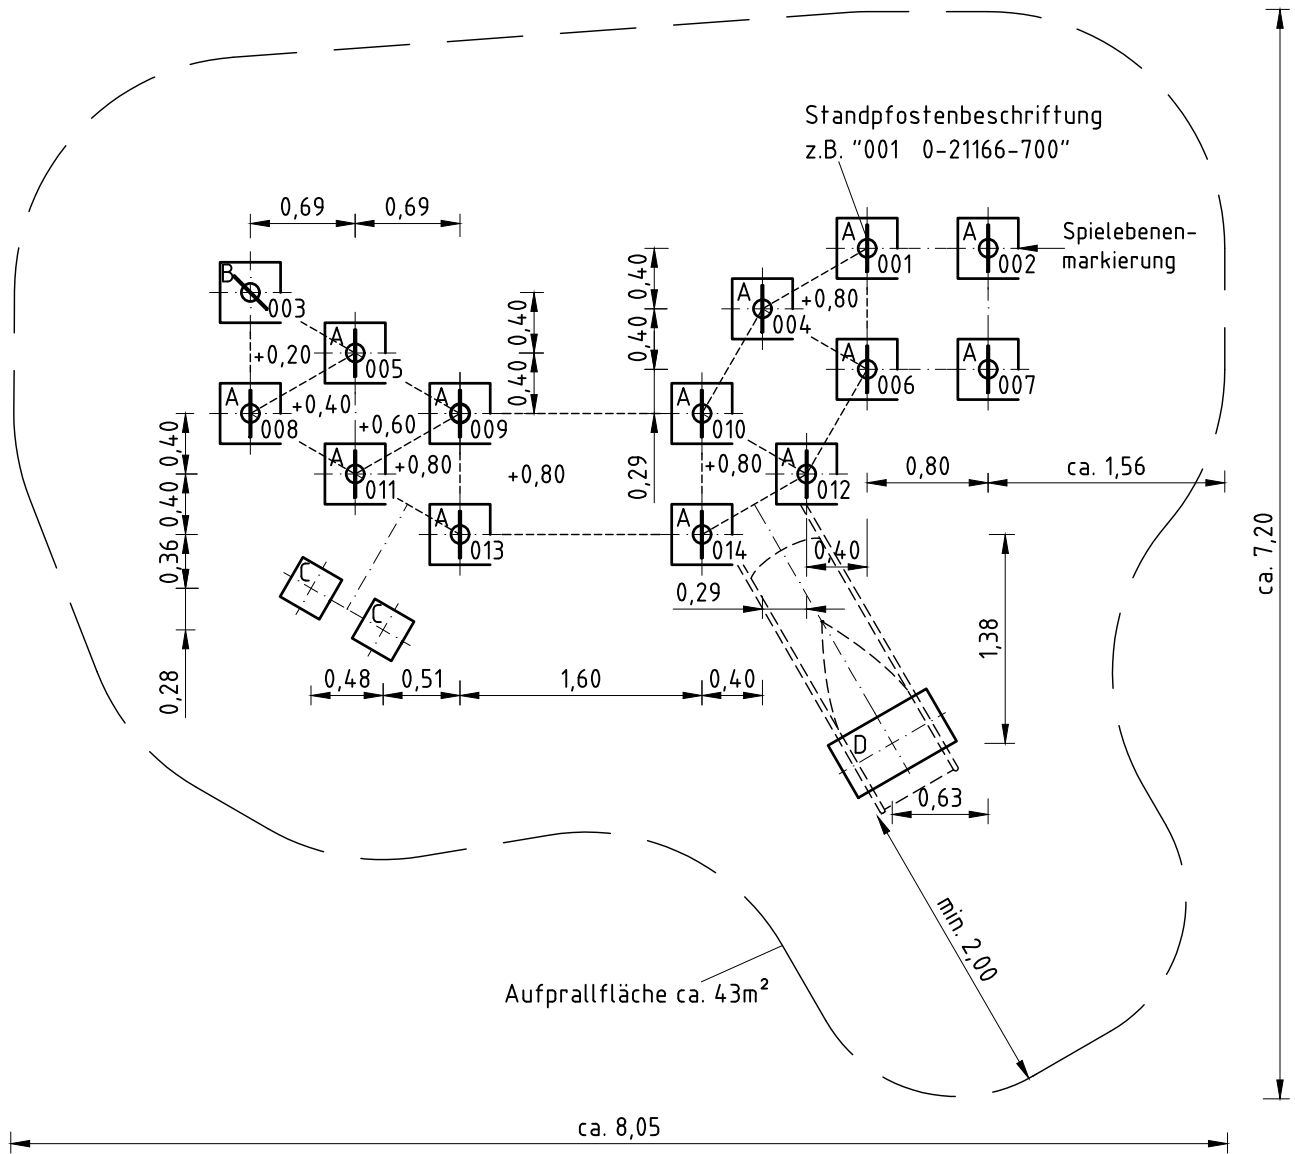 Standpfostenbeschriftung
z.B. "001 0-21166-700"
0,69 0,69
A 001
A 002
Spielebenen-
markierung
B 003
A 004
+0,80
0,40
0,40
0,40
0,40
+0,20
A 005
A 006
A 007
A 008
+0,40
+0,60
A 009
A 010
A 011
+0,80
+0,80
+0,80
A 012
0,29
0,80
ca. 1,56
0,40
0,40
0,36
0,28
A 013
A 014
0,40
0,29
C
C
1,38
0,48 0,51 1,60 0,40
D
0,63
min. 2,00
Aufprallfläche ca. 43m²
ca. 7,20
ca. 8,05